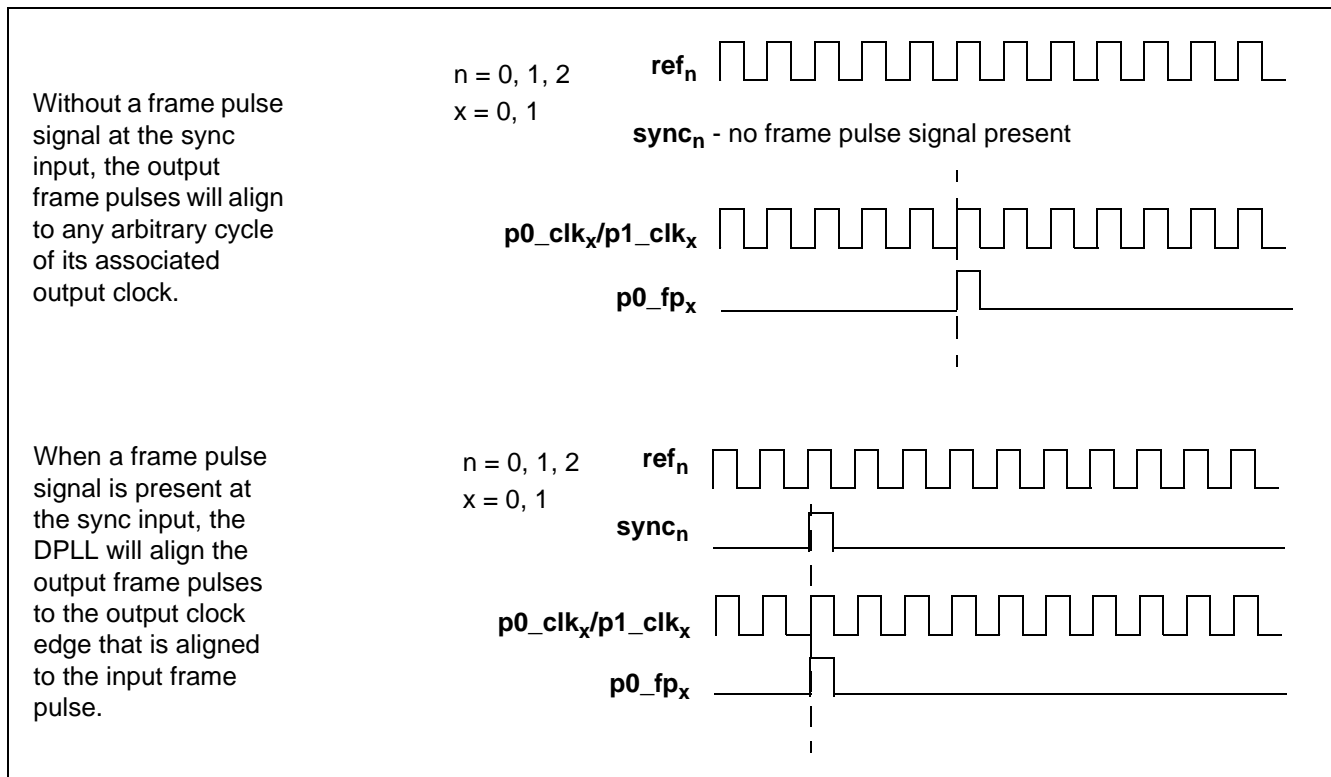 Without a frame pulse
signal at the sync
input, the output
frame pulses will align
to any arbitrary cycle
of its associated
output clock.
n = 0, 1, 2
x = 0, 1
refn
syncn - no frame pulse signal present
p0_clkx/p1_clkx
p0_fpx
When a frame pulse
signal is present at
the sync input, the
DPLL will align the
output frame pulses
to the output clock
edge that is aligned
to the input frame
pulse.
n = 0, 1, 2
x = 0, 1
refn
syncn
p0_clkx/p1_clkx
p0_fpx